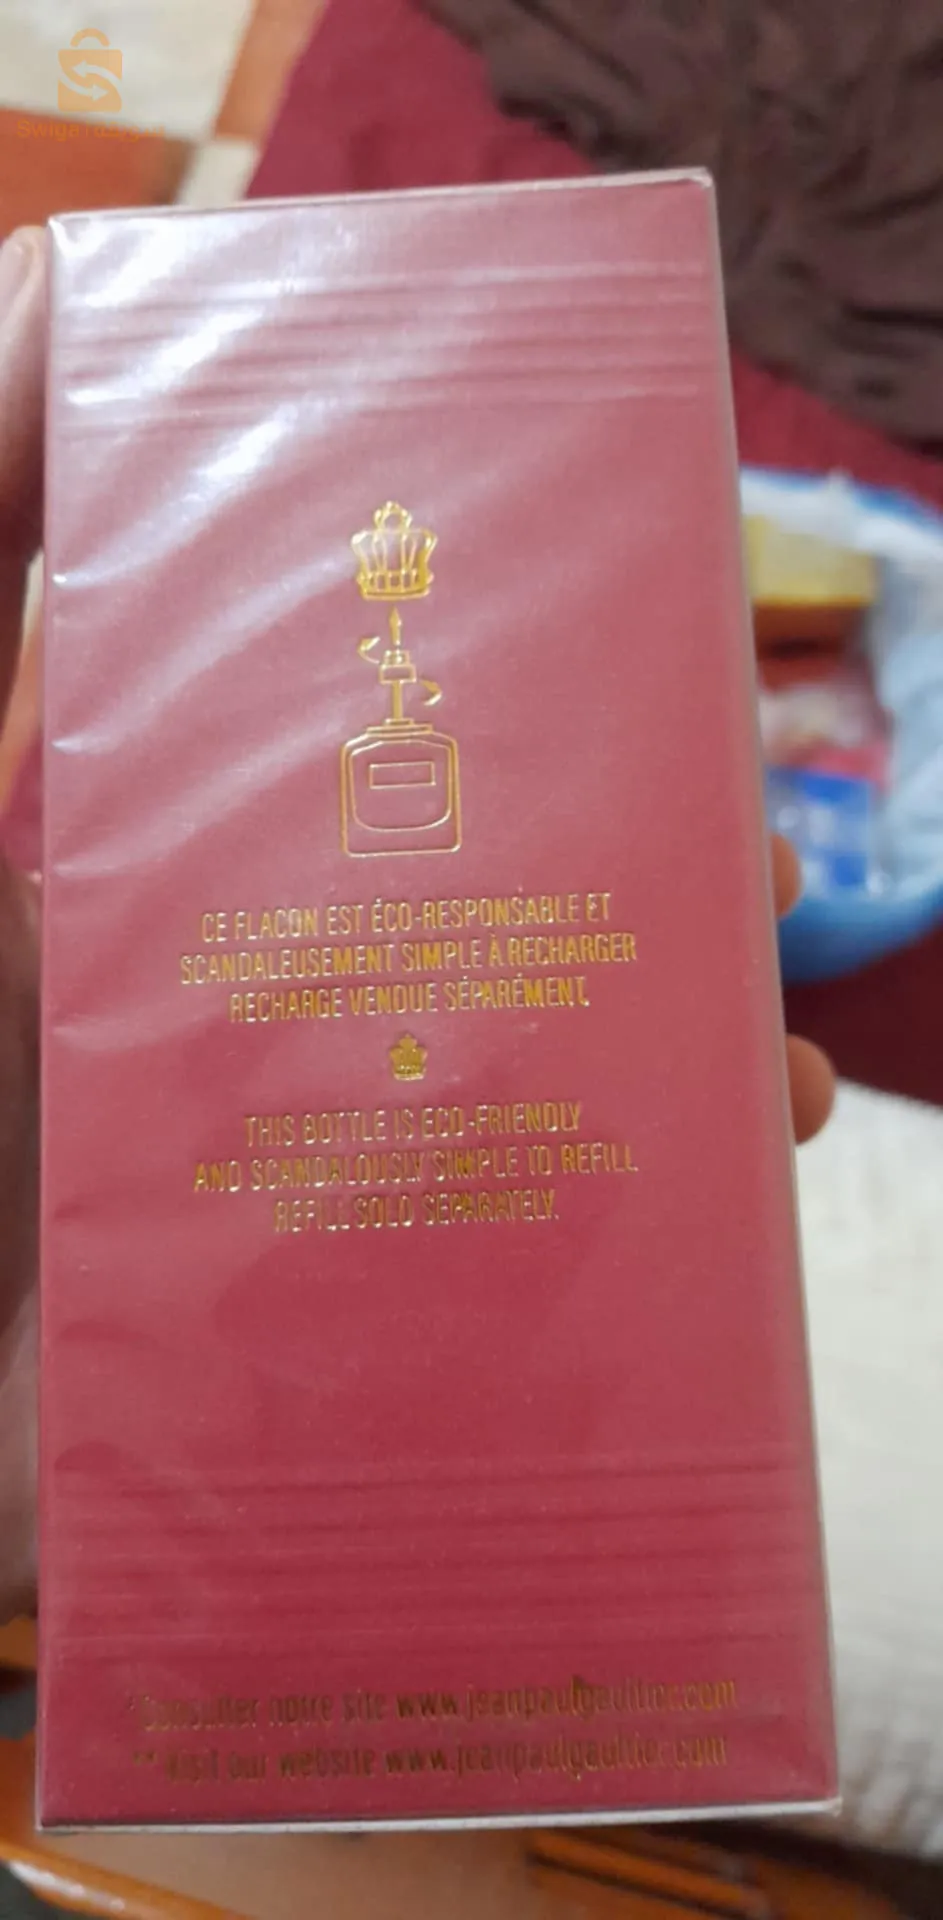 CE FLACON EST ÉCO-RESPONSABLE ET
SCANDALEUSEMENT SIMPLE À RECHARGER
RECHARGE VENDUE SÉPARÉMENT.
THIS BOTTLE IS ECO-FRIENDLY
AND SCANDALOUSLY SIMPLE TO REFILL
REFILL SOLD SEPARATELY.
*Consulter notre site www.jeanpaulgaultier.com
**Visit our website www.jeanpaulgaultier.com